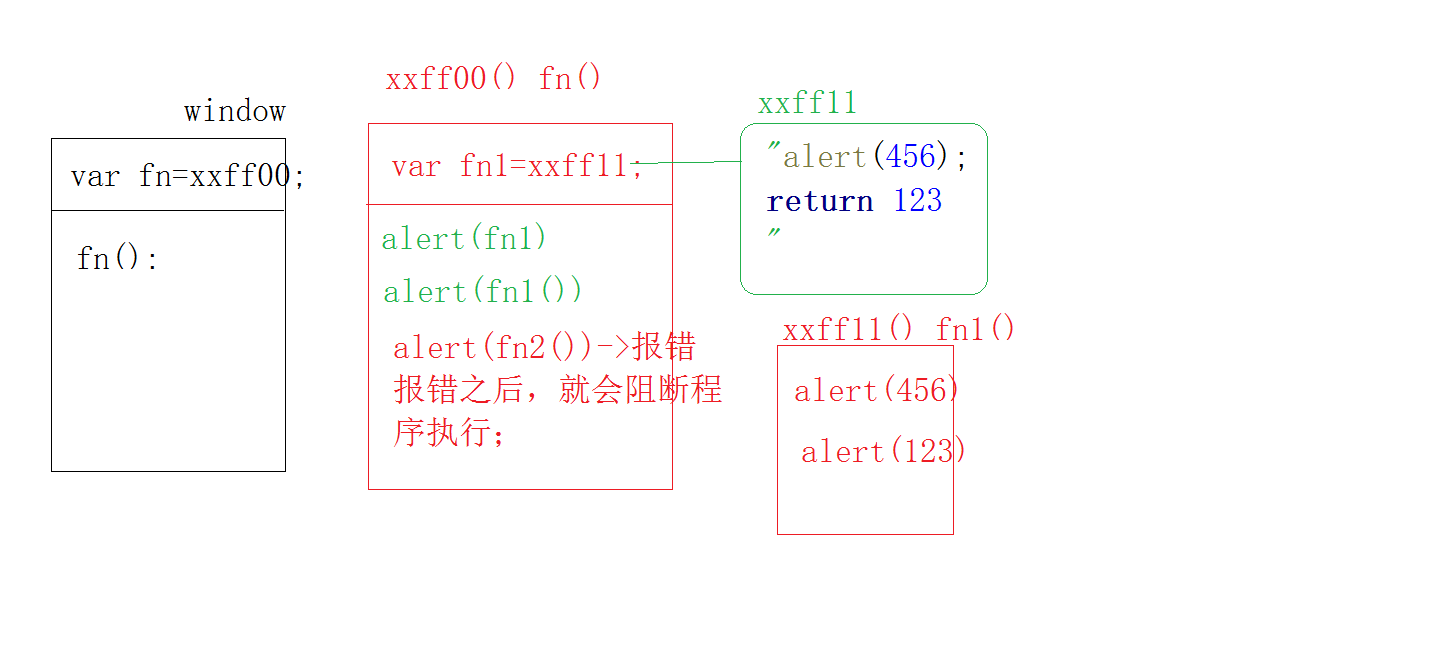 window
var fn=xxff00;
fn():
xxff00() fn()
var fn1=xxff11;
alert(fn1)
alert(fn1())
alert(fn2())->报错
报错之后，就会阻断程
序执行；
xxff11
"alert(456);
return 123
"
xxff11() fn1()
alert(456)
alert(123)